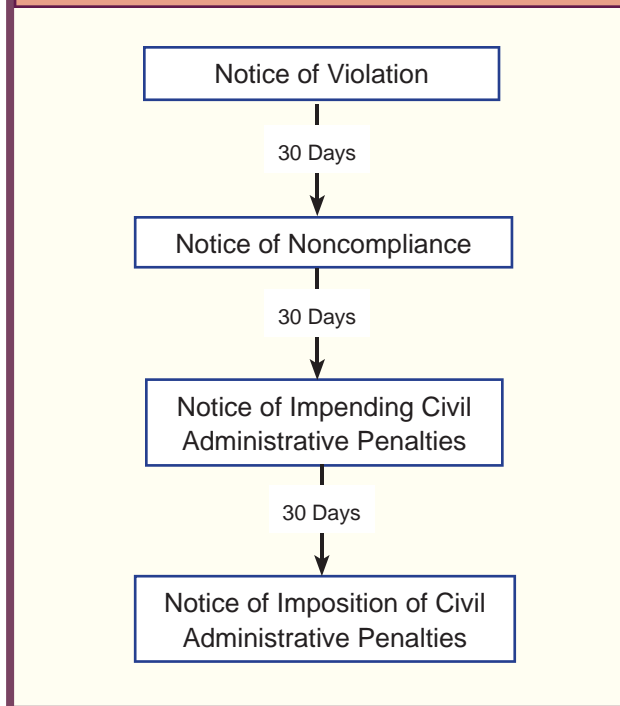 Notice of Violation
30 Days
Notice of Noncompliance
30 Days
Notice of Impending Civil
Administrative Penalties
30 Days
Notice of Imposition of Civil
Administrative Penalties